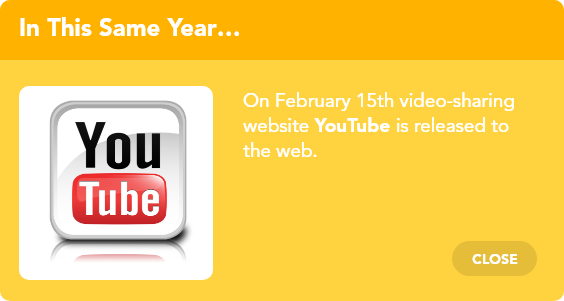 In This Same Year...
You
Tube
On February 15th video-sharing
website YouTube is released to
the web.
CLOSE